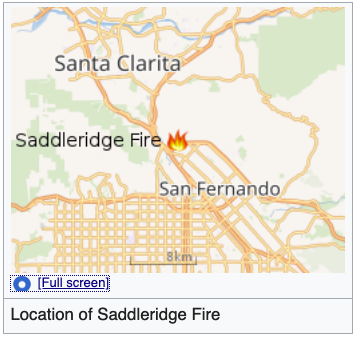 Santa Clarita
Saddleridge Fire
San Fernando
8km
[Full screen]
Location of Saddleridge Fire